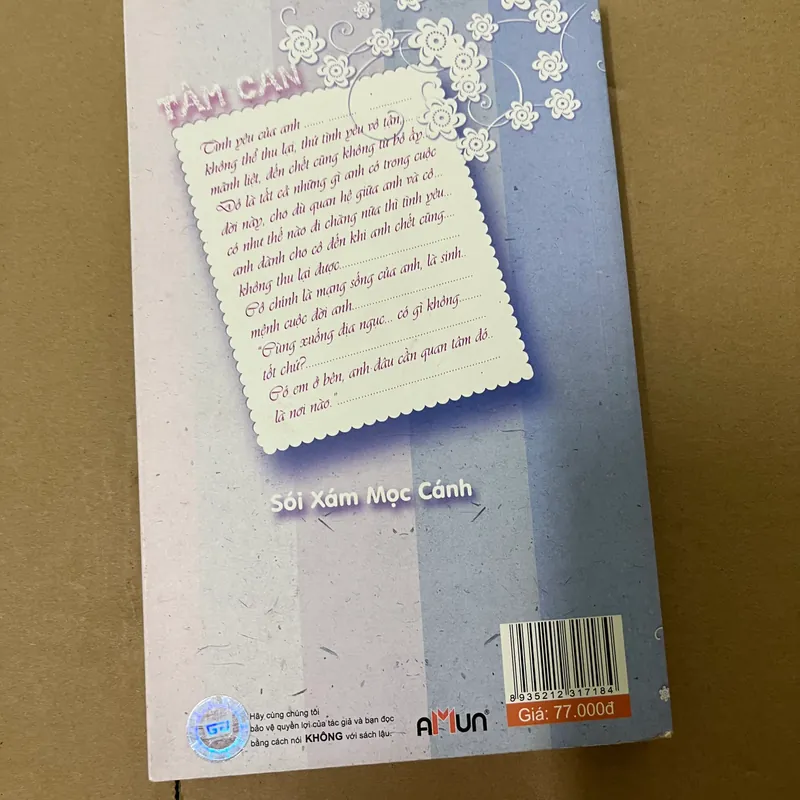 TÂM CAN
Tình yêu của anh ...... ...... ............
không thể thu lại, thứ tình yêu vô tận,....
mãnh liệt, đến chết cũng không từ bỏ ấy...
Đó là tất cả những gì anh có trong cuộc
đời này, cho dù quan hệ giữa anh và cô...
có như thế nào đi chăng nữa thì tình yêu...
anh dành cho cô đến khi anh chết cũng....
không thu lại được...............................
Cô chính là mạng sống của anh, là sinh..
mệnh cuộc đời anh...............................
"Cùng xuống địa ngục... có gì không.......
tốt chứ?.............................................
Có em ở bên, anh đâu cần quan tâm đó..
là nơi nào."........................................
Sói Xám Mọc Cánh
Hãy cùng chúng tôi
bảo vệ quyền lợi của tác giả và bạn đọc
bằng cách nói KHÔNG với sách lậu.
AMUN
8 935212 317184
Giá: 77.000đ